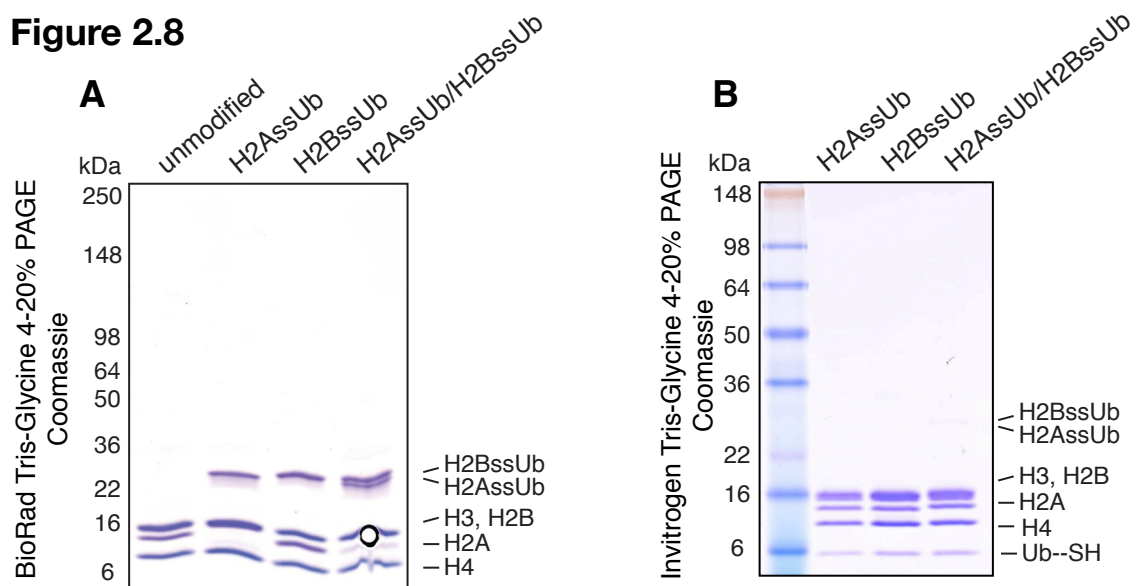 Figure 2.8
A
unmodified
H2AssUb
H2BssUb
H2AssUb/H2BssUb
kDa
250
148
98
64
50
36
22
16
6
BioRad Tris-Glycine 4-20% PAGE
Coomassie
H2BssUb
H2AssUb
H3, H2B
H2A
H4
B
H2AssUb
H2BssUb
H2AssUb/H2BssUb
kDa
148
98
64
50
36
22
16
6
Invitrogen Tris-Glycine 4-20% PAGE
Coomassie
H2BssUb
H2AssUb
H3, H2B
H2A
H4
Ub--SH